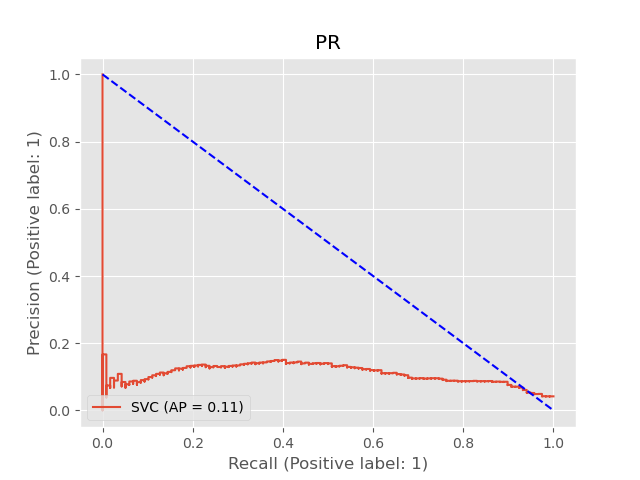 PR
Precision (Positive label: 1)
1.0
0.8
0.6
0.4
0.2
0.0
SVC (AP = 0.11)
0.0 0.2 0.4 0.6 0.8 1.0
Recall (Positive label: 1)